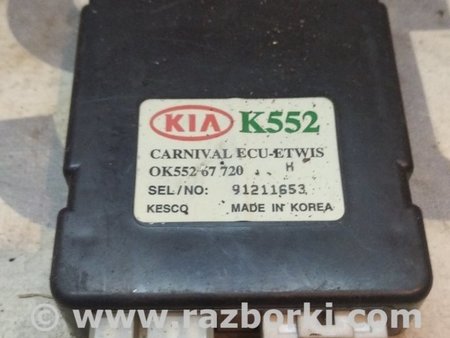 KIA K552
CARNIVAL ECU-ETWIS
OK552 67 720 H
SEL/NO: 91211653
KESCO MADE IN KOREA
© www.razborki.com